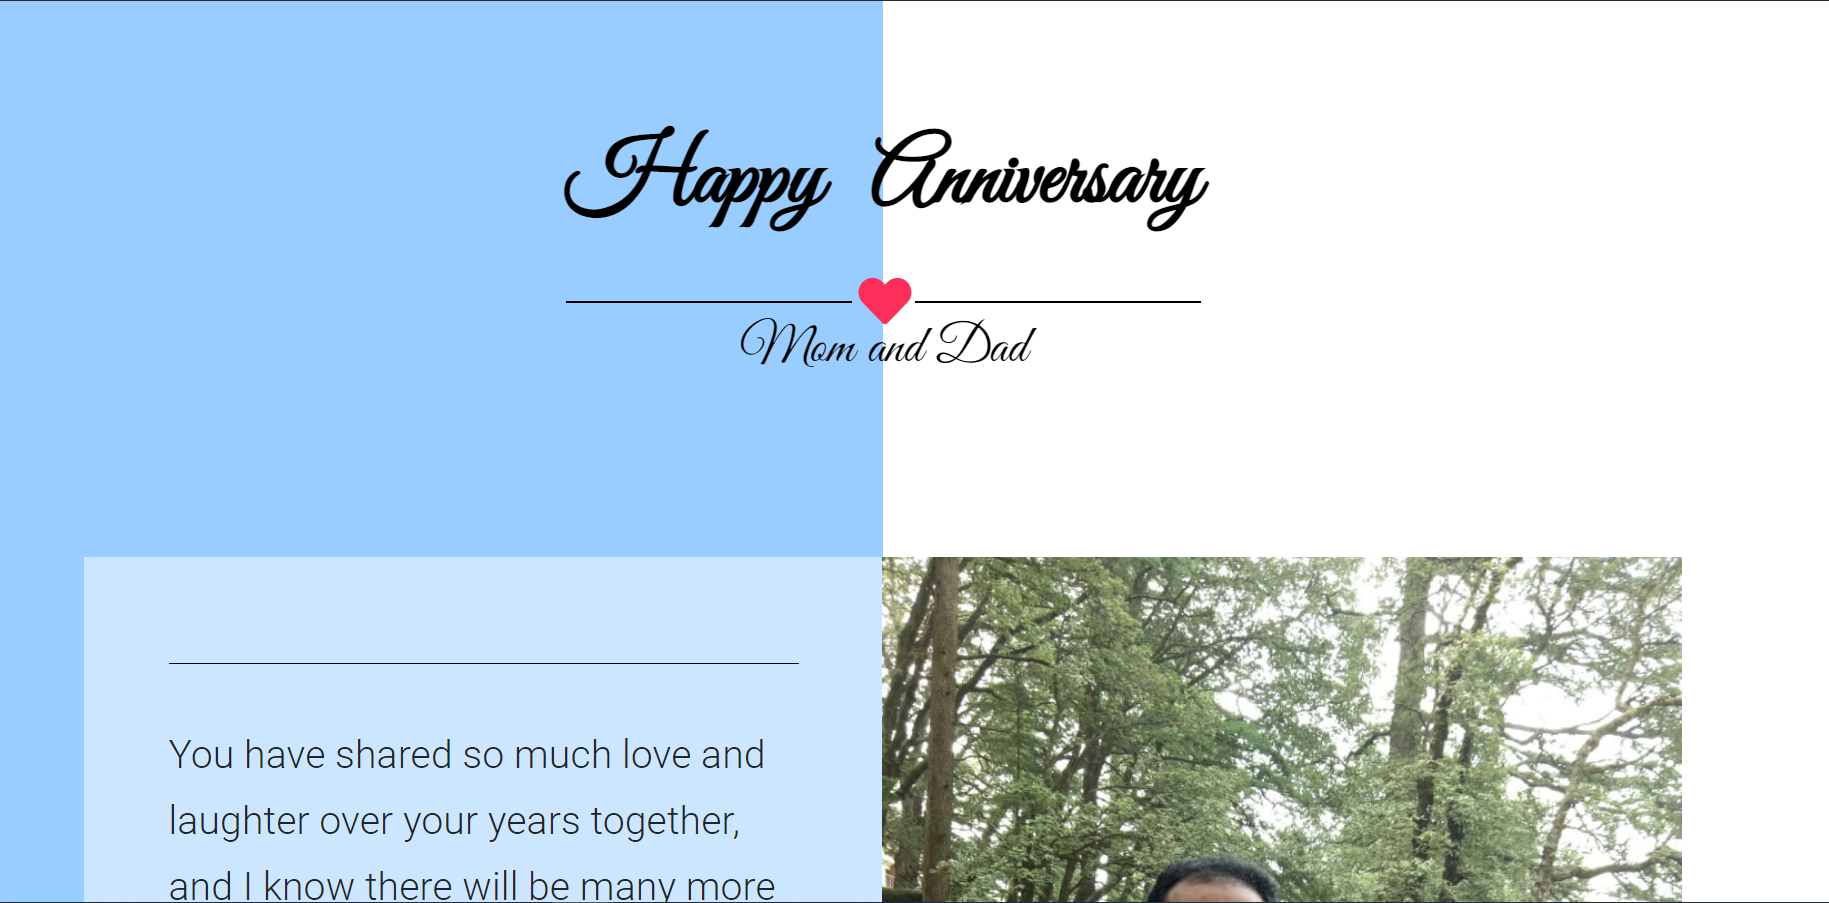 Happy Anniversary
Mom and Dad
You have shared so much love and
laughter over your years together,
and I know there will be many more